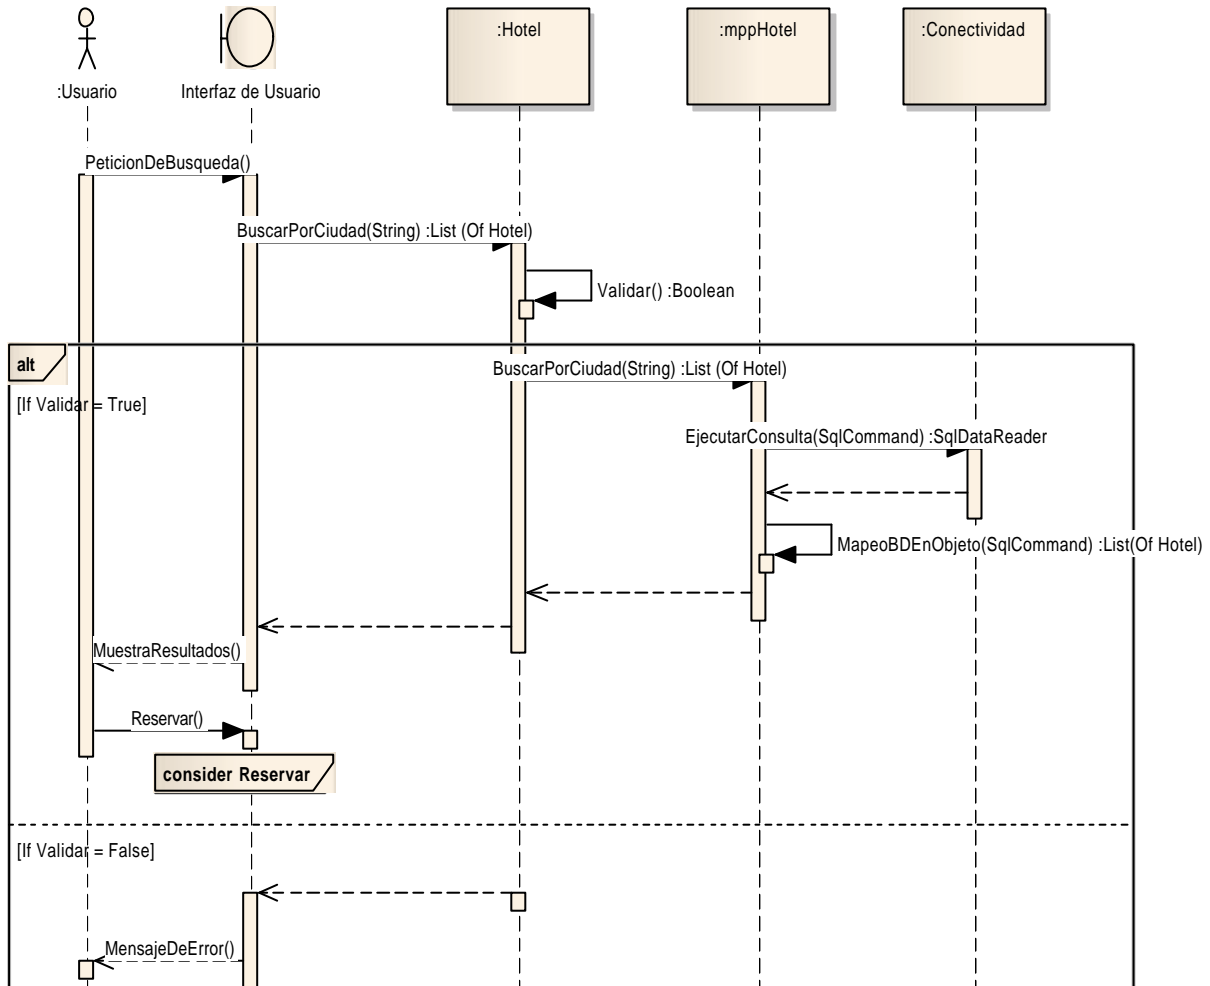 :Usuario
Interfaz de Usuario
:Hotel
:mppHotel
:Conectividad
PeticionDeBusqueda()
BuscarPorCiudad(String) :List (Of Hotel)
Validar() :Boolean
alt
BuscarPorCiudad(String) :List (Of Hotel)
[If Validar = True]
EjecutarConsulta(SqlCommand) :SqlDataReader
MapeoBDEnObjeto(SqlCommand) :List(Of Hotel)
MuestraResultados()
Reservar()
consider Reservar
[If Validar = False]
MensajeDeError()